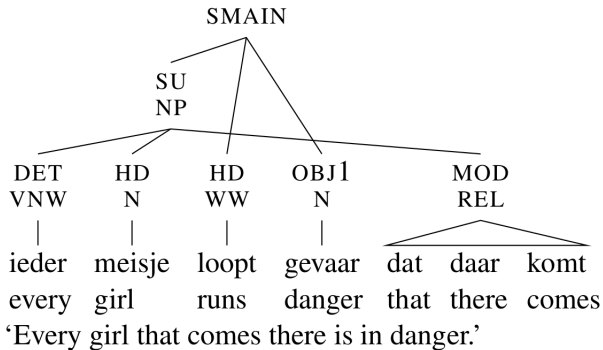 SMAIN
SU
NP
DET HD HD OBJ1 MOD
VNW N WW N REL
ieder meisje loopt gevaar dat daar komt
every girl runs danger that there comes
‘Every girl that comes there is in danger.’